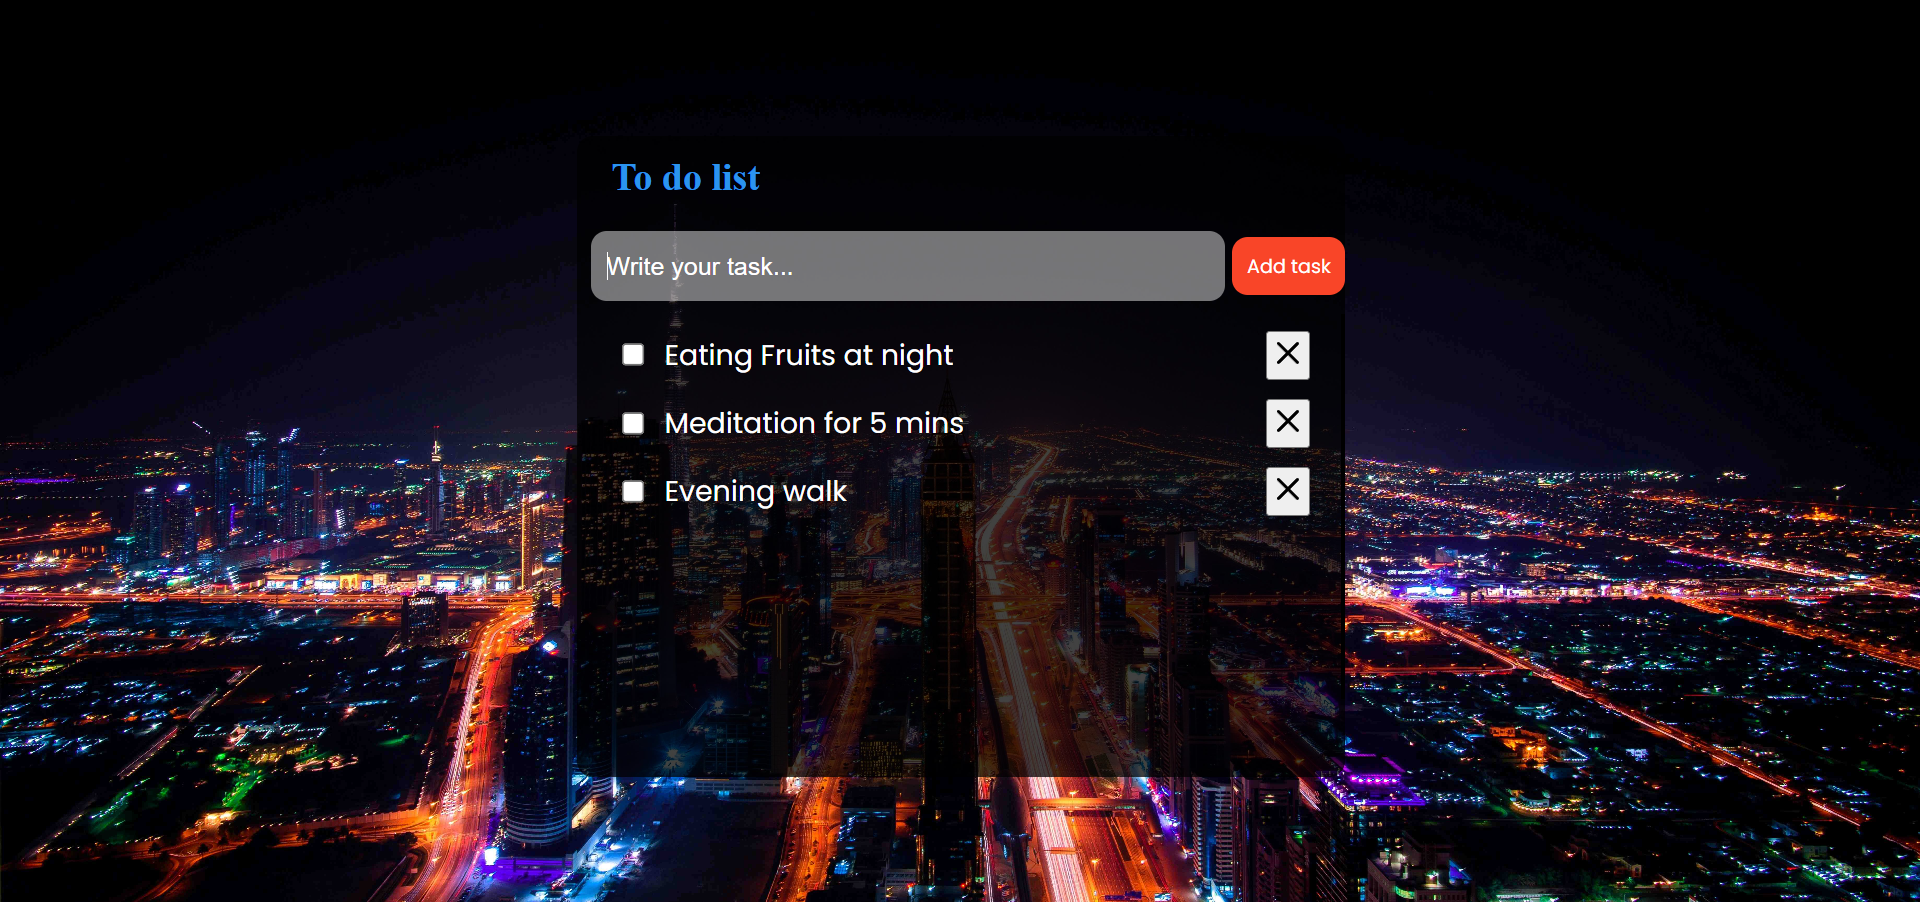 To do list
Write your task...
Add task
Eating Fruits at night
Meditation for 5 mins
Evening walk